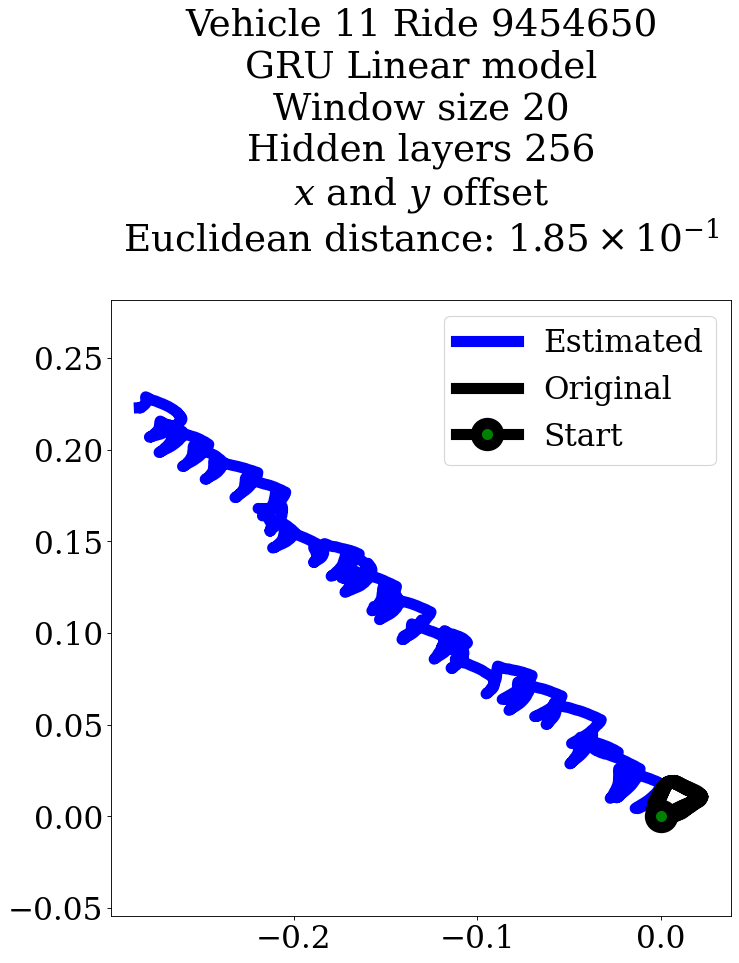 Vehicle 11 Ride 9454650
GRU Linear model
Window size 20
Hidden layers 256
x and y offset
Euclidean distance: 1.85 × 10⁻¹
Estimated
Original
Start
0.25
0.20
0.15
0.10
0.05
0.00
−0.05
−0.2
−0.1
0.0